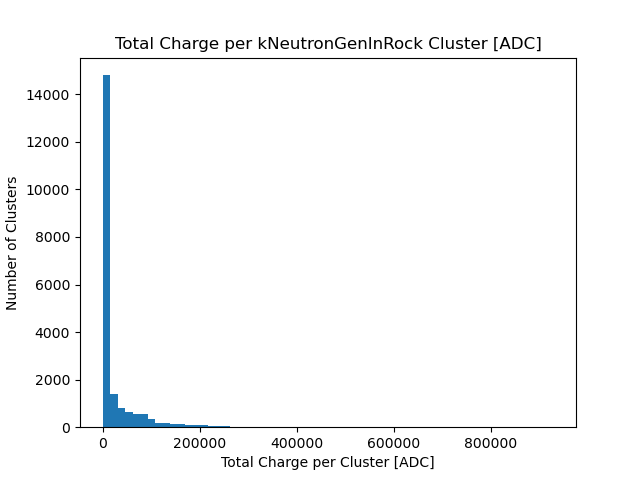 Total Charge per kNeutronGenInRock Cluster [ADC]
14000
12000
10000
8000
6000
4000
2000
0
Number of Clusters
0 200000 400000 600000 800000
Total Charge per Cluster [ADC]